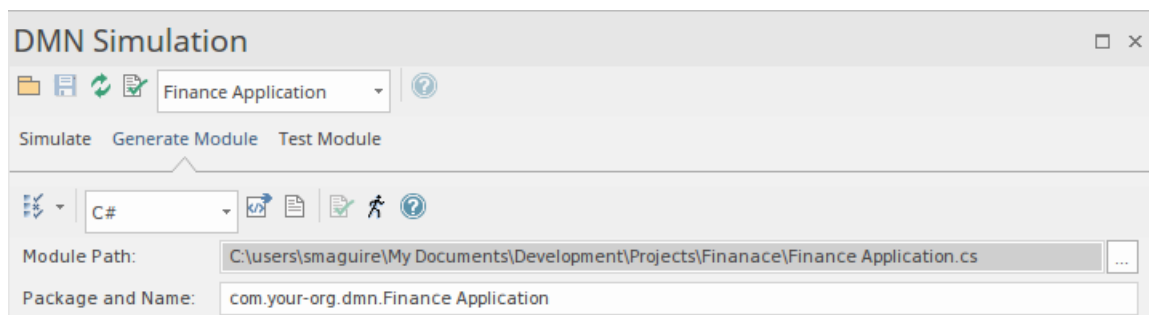 DMN Simulation
Finance Application
Simulate Generate Module Test Module
C#
Module Path: C:\users\smaguire\My Documents\Development\Projects\Finanace\Finance Application.cs ...
Package and Name: com.your-org.dmn.Finance Application